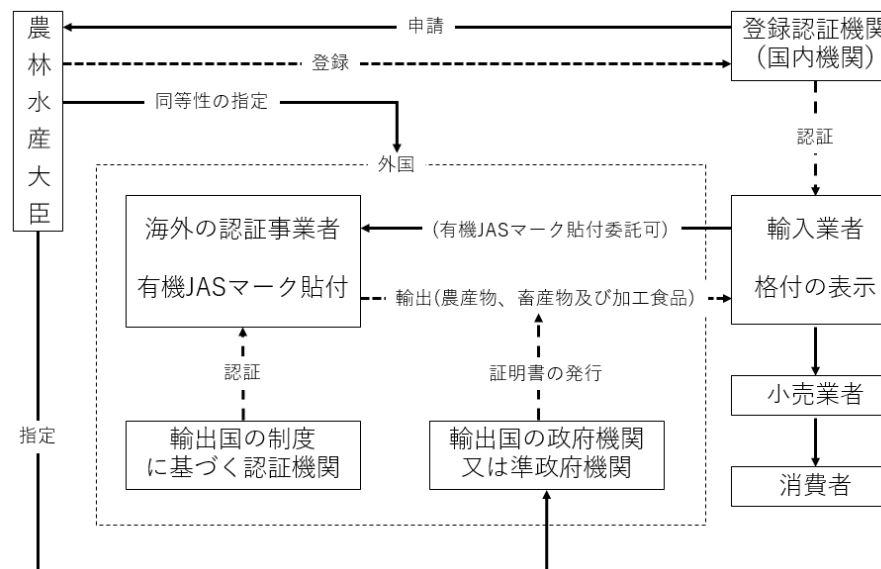 農林水産大臣
申請
登録
同等性の指定
登録認証機関
（国内機関）
認証
外国
海外の認証事業者
有機JASマーク貼付
(有機JASマーク貼付委託可)
輸入業者
格付の表示
輸出(農産物、畜産物及び加工食品)
認証
証明書の発行
小売業者
指定
輸出国の制度
に基づく認証機関
輸出国の政府機関
又は準政府機関
消費者